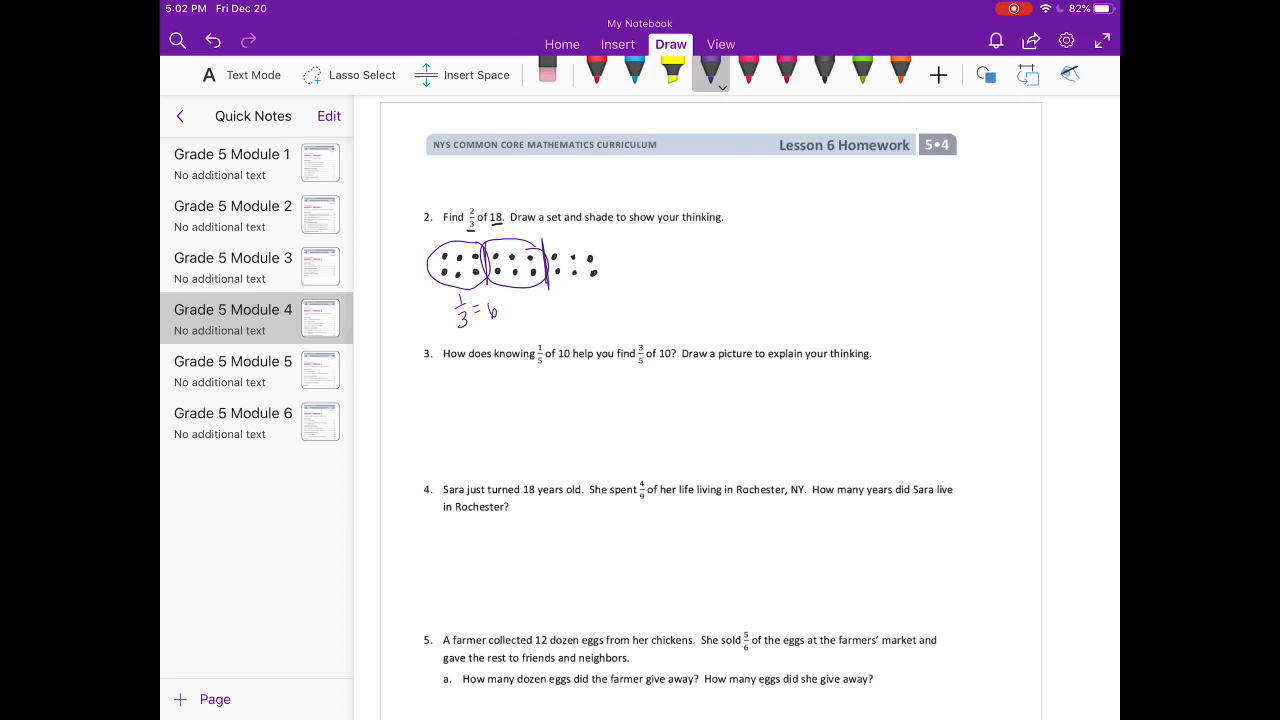 5:02 PM Fri Dec 20
82%
My Notebook
Home Insert Draw View
Text Mode Lasso Select Insert Space
Quick Notes Edit
Grade 5 Module 1
No additional text
Grade 5 Module 2
No additional text
Grade 5 Module 3
No additional text
Grade 5 Module 4
No additional text
Grade 5 Module 5
No additional text
Grade 5 Module 6
No additional text
+ Page
NYS COMMON CORE MATHEMATICS CURRICULUM Lesson 6 Homework 5•4
2. Find 2/3 of 18. Draw a set and shade to show your thinking.
1/3 = 6
3. How does knowing 1/5 of 10 help you find 3/5 of 10? Draw a picture to explain your thinking.
4. Sara just turned 18 years old. She spent 4/9 of her life living in Rochester, NY. How many years did Sara live
in Rochester?
5. A farmer collected 12 dozen eggs from her chickens. She sold 5/6 of the eggs at the farmers' market and
gave the rest to friends and neighbors.
a. How many dozen eggs did the farmer give away? How many eggs did she give away?